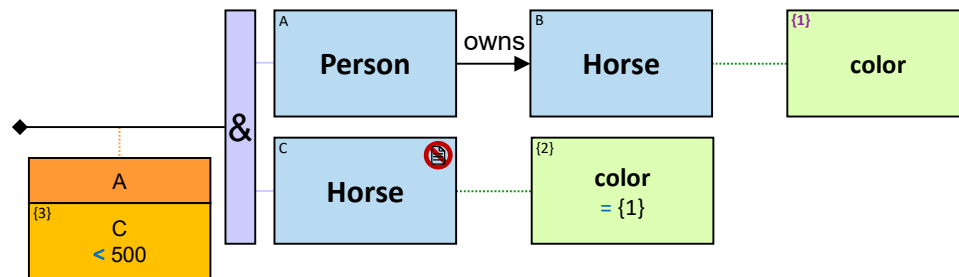 A
Person
owns
B
Horse
{1}
color
&
C
Horse
{2}
color
= {1}
A
{3}
C
< 500